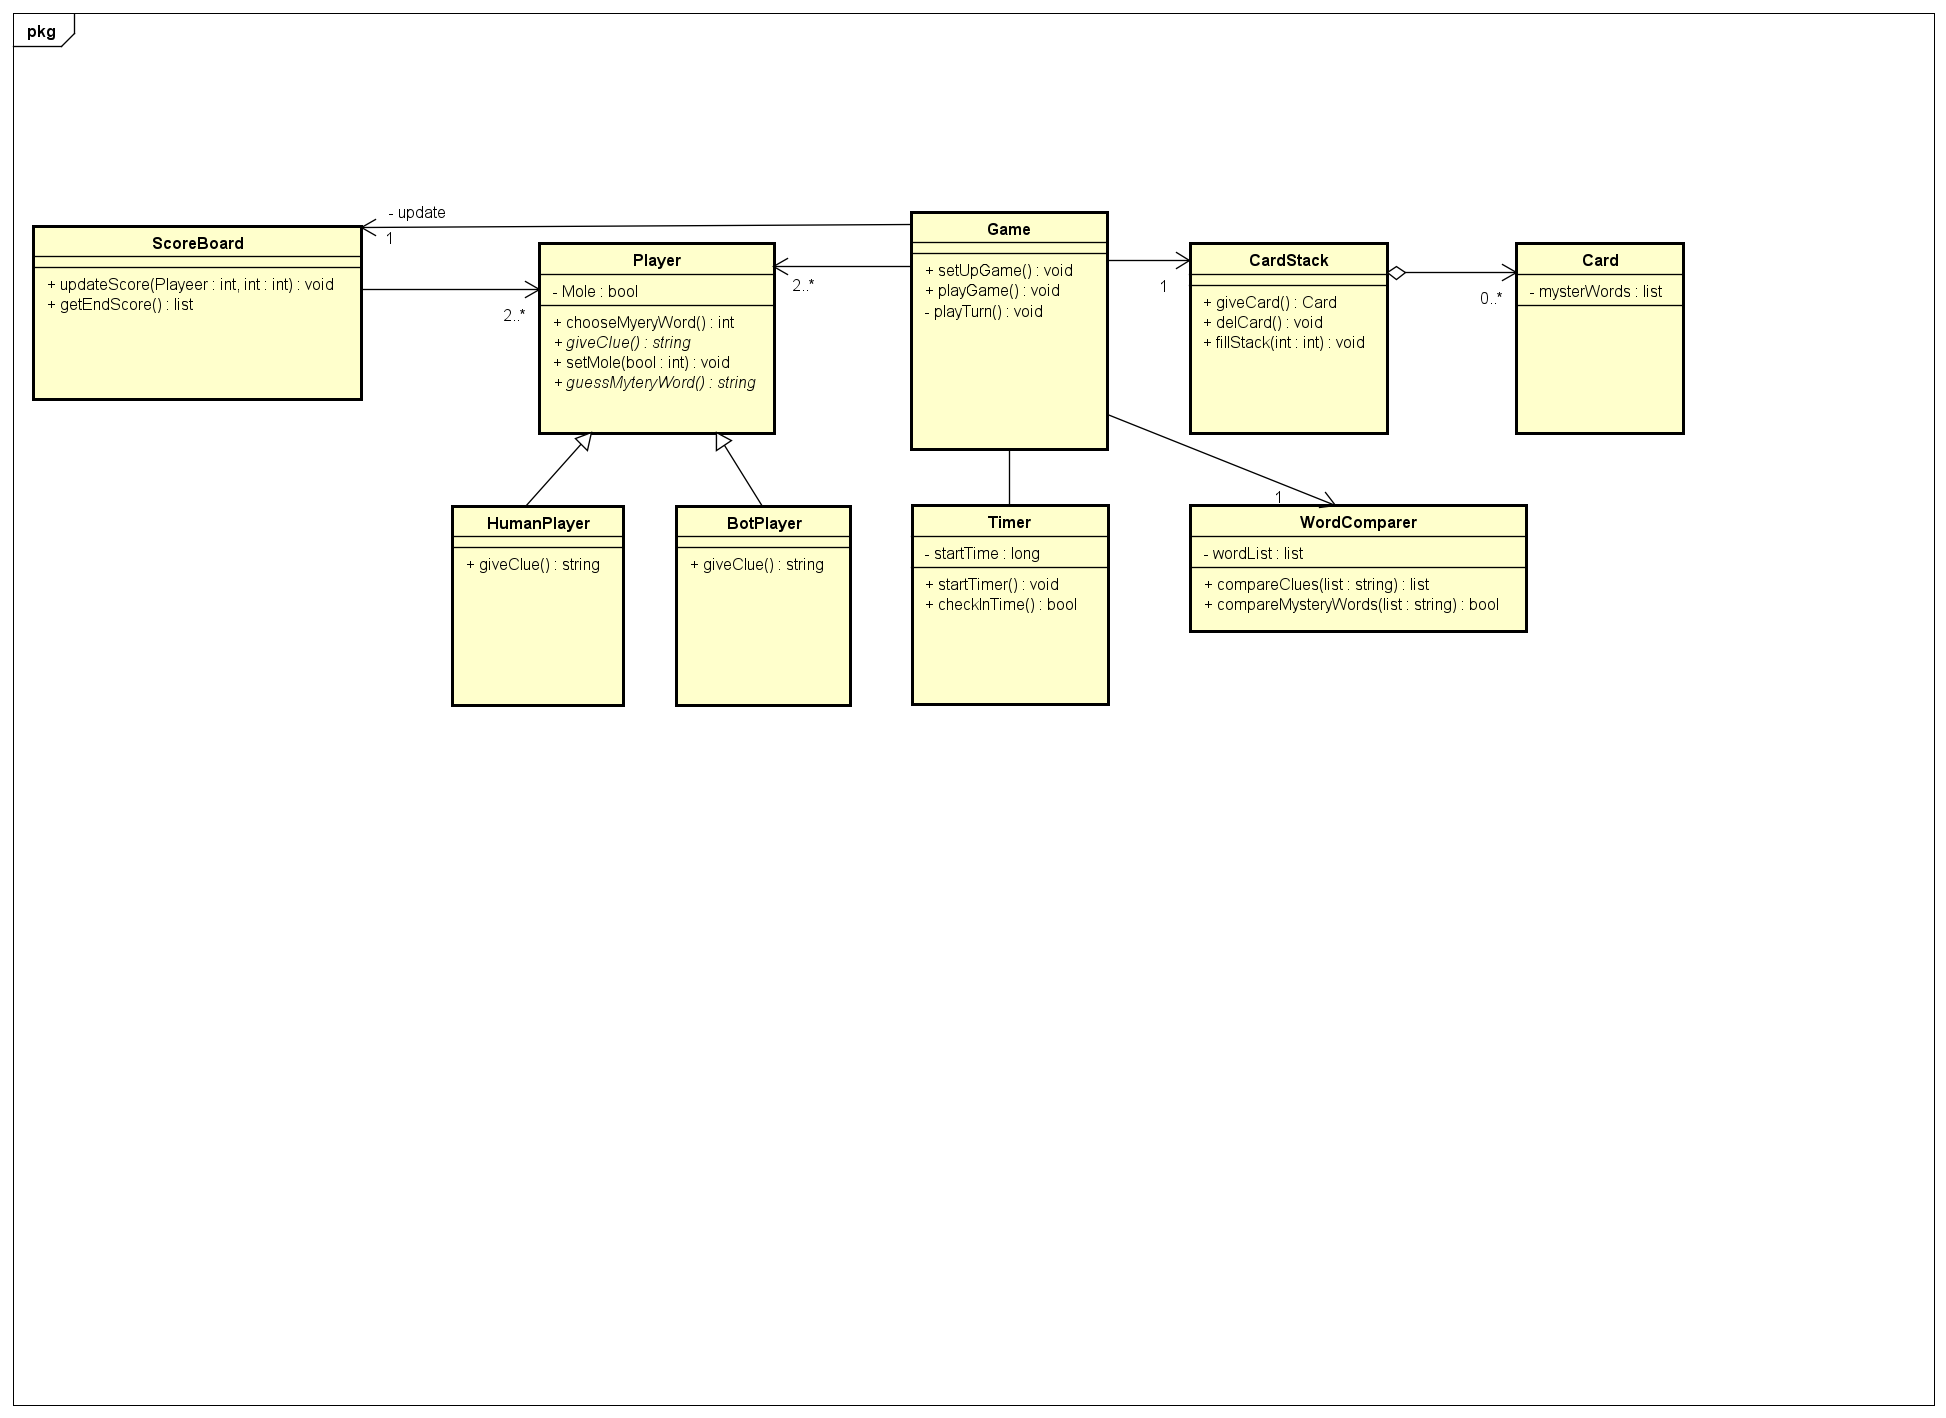 pkg
- update
1
ScoreBoard
+ updateScore(Playeer : int, int : int) : void
+ getEndScore() : list
2..*
Player
- Mole : bool
+ chooseMyeryWord() : int
+ giveClue() : string
+ setMole(bool : int) : void
+ guessMyteryWord() : string
2..*
Game
+ setUpGame() : void
+ playGame() : void
- playTurn() : void
1
CardStack
+ giveCard() : Card
+ delCard() : void
+ fillStack(int : int) : void
0..*
Card
- mysterWords : list
HumanPlayer
+ giveClue() : string
BotPlayer
+ giveClue() : string
Timer
- startTime : long
+ startTimer() : void
+ checkInTime() : bool
1
WordComparer
- wordList : list
+ compareClues(list : string) : list
+ compareMysteryWords(list : string) : bool